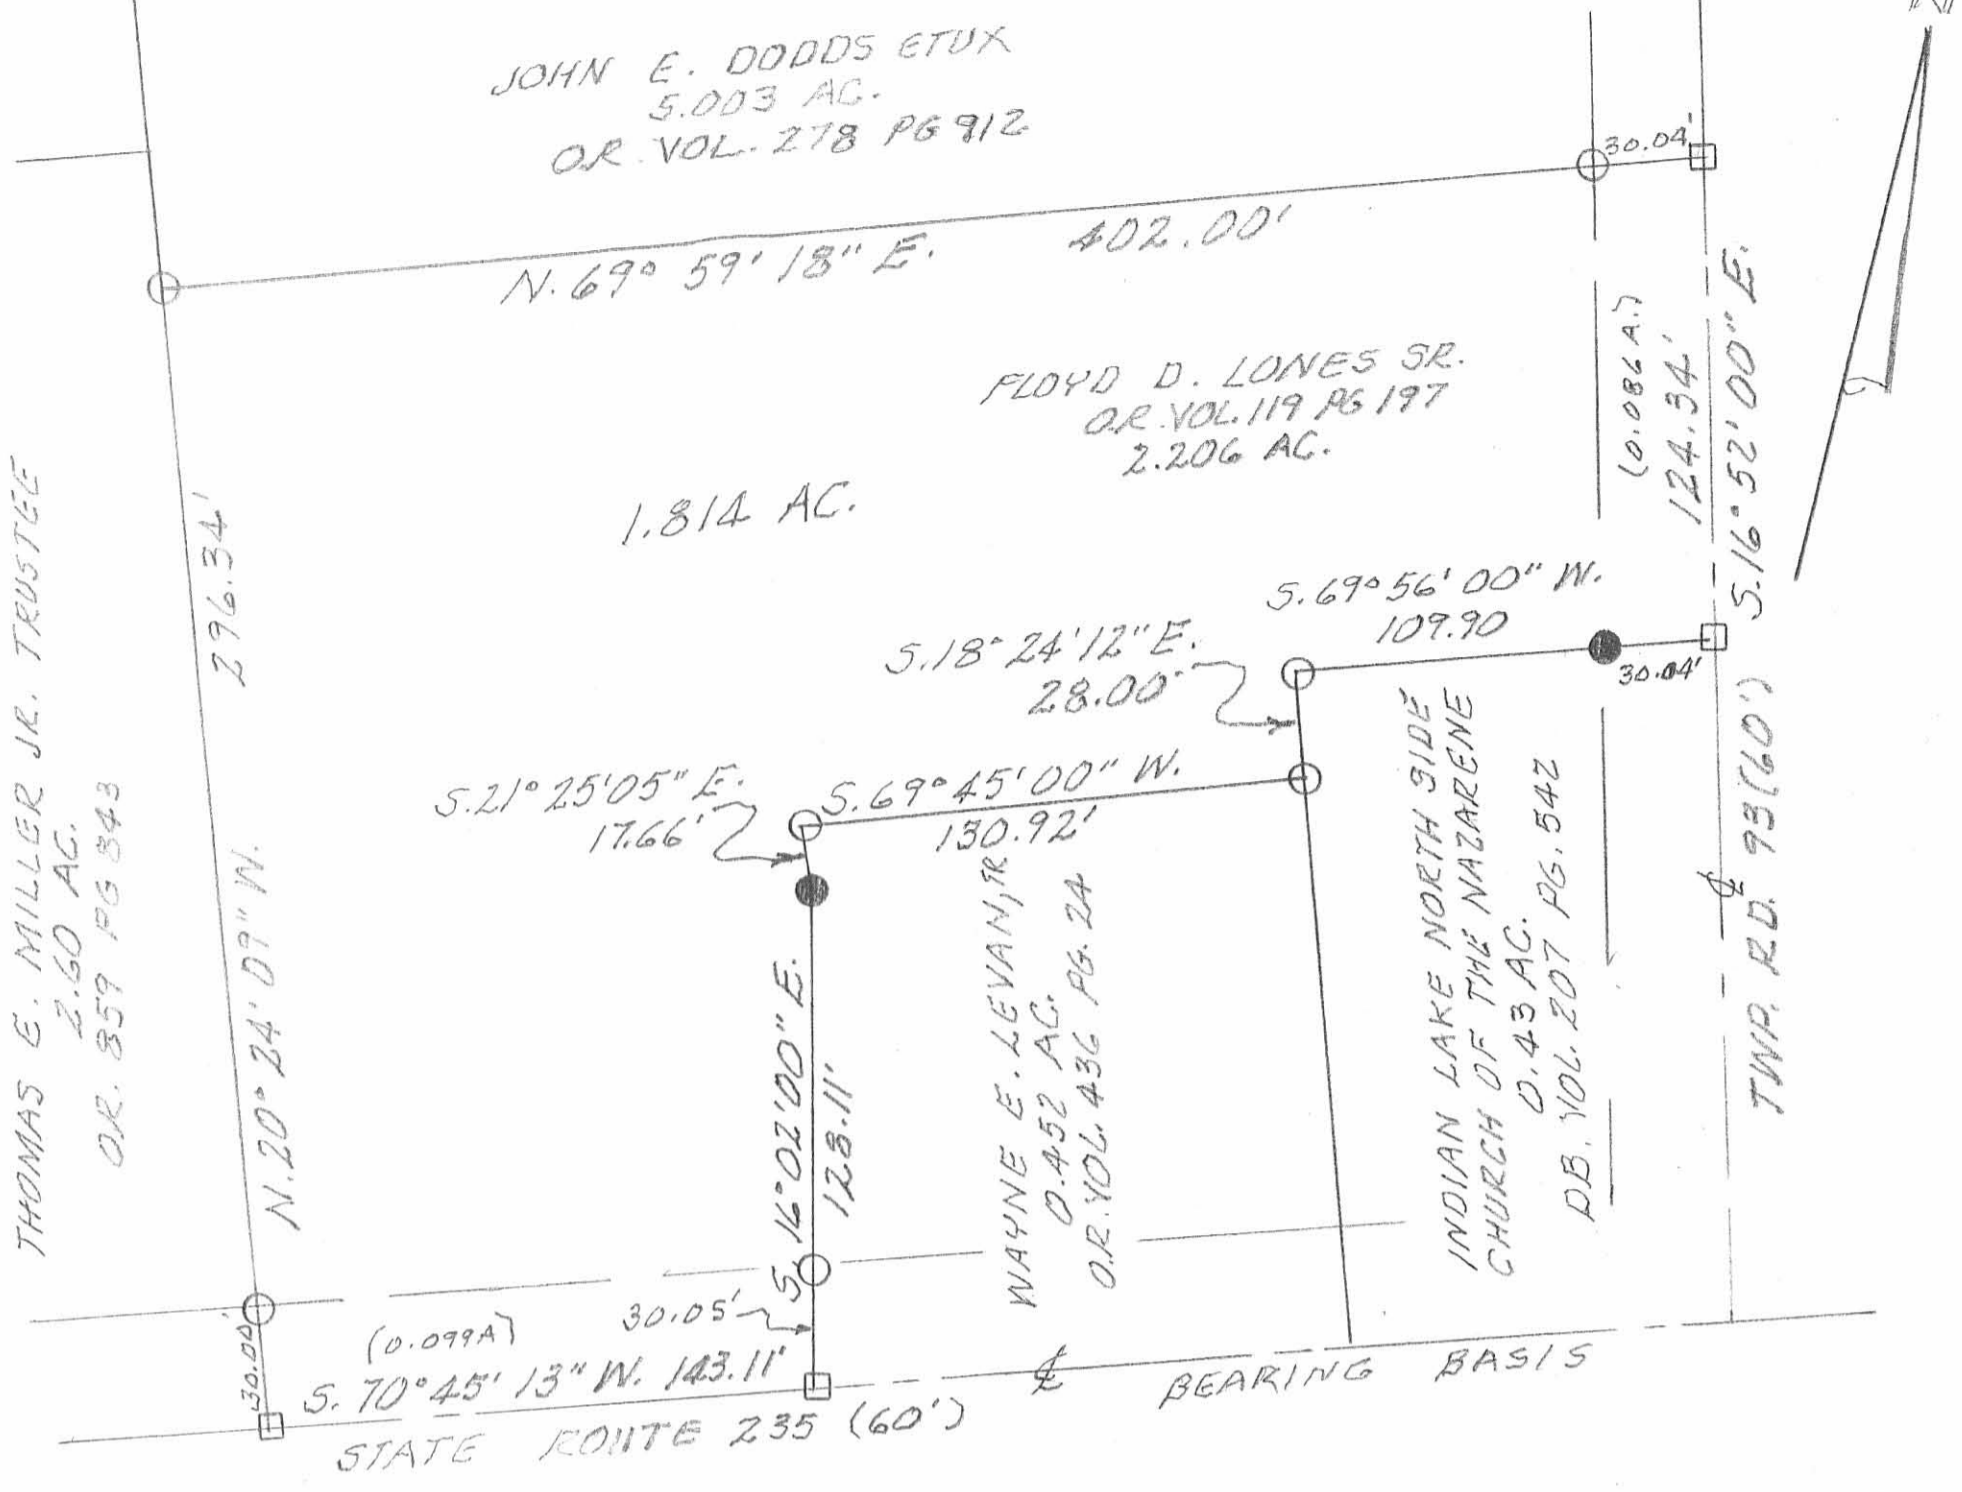 N
JOHN E. DODDS ETUX
5.003 AC.
O.R. VOL. 278 PG 912
30.04'
N. 69° 59' 18" E. 402.00'
FLOYD D. LONES SR.
O.R. VOL. 119 PG 197
2.206 AC.
(0.086 A.)
124.34'
S. 16° 52' 00" E.
1.814 AC.
296.34'
N. 20° 24' 09" W.
THOMAS E. MILLER JR. TRUSTEE
2.60 AC.
O.R. 859 PG 843
S. 69° 56' 00" W.
109.90
30.04'
S. 18° 24' 12" E.
28.00'
S. 69° 45' 00" W.
130.92'
S. 21° 25' 05" E.
17.66'
S. 16° 02' 00" E.
128.11'
WAYNE E. LEVAN, TR
0.452 AC.
O.R. VOL. 436 PG. 24
INDIAN LAKE NORTH SIDE
CHURCH OF THE NAZARENE
0.43 AC.
DB. VOL. 207 PG. 542
℄
TWP. RD. 93 (60')
30.00'
(0.099A)
30.05'
S. 70° 45' 13" W. 143.11'
℄
BEARING BASIS
STATE ROUTE 235 (60')